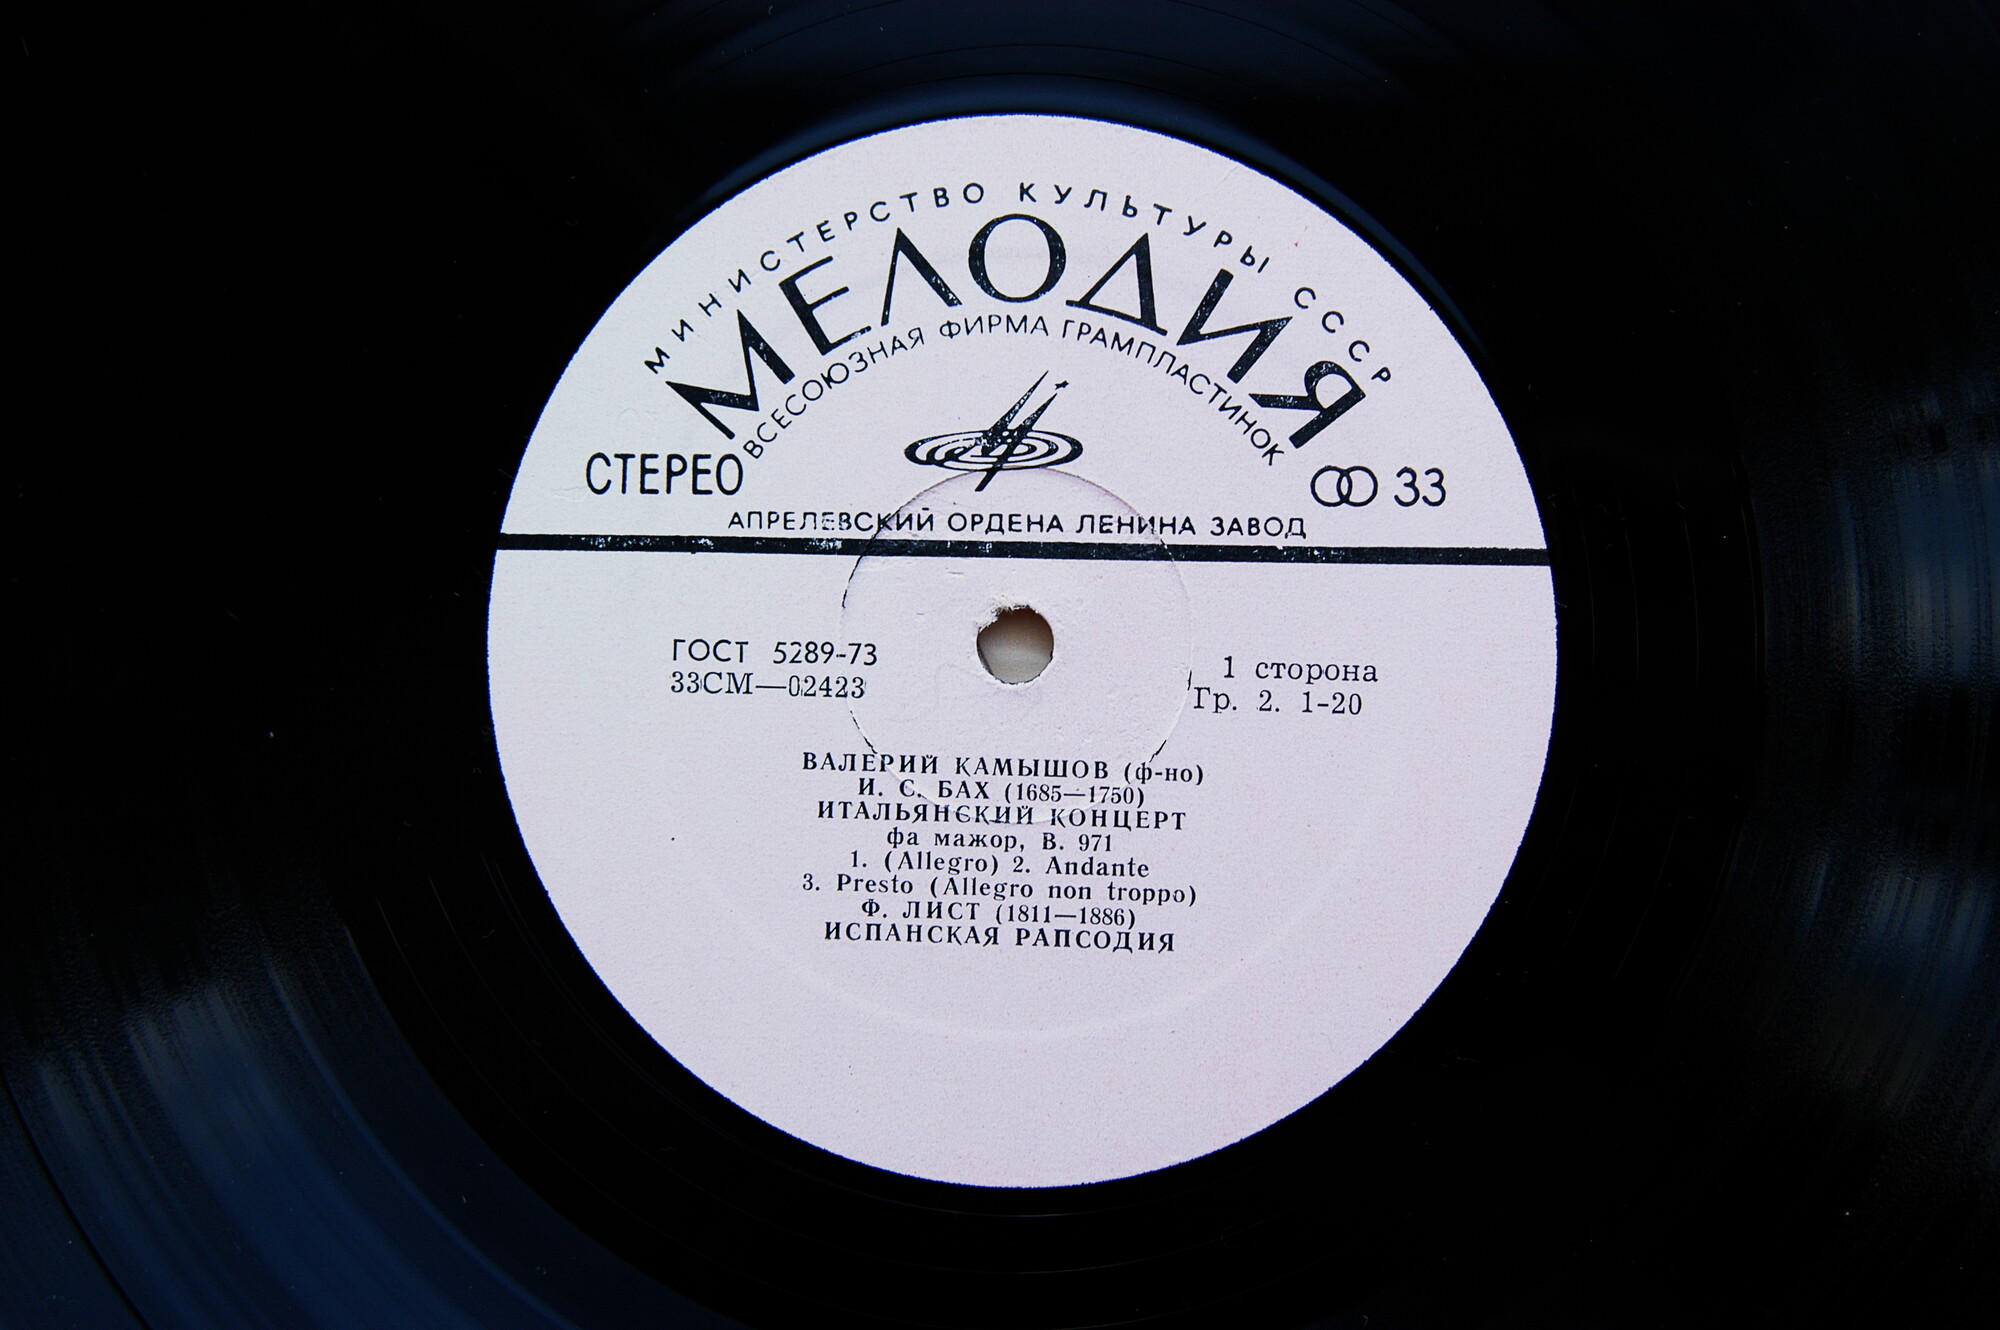 МИНИСТЕРСТВО КУЛЬТУРЫ СССР
МЕЛОДИЯ
ВСЕСОЮЗНАЯ ФИРМА ГРАМПЛАСТИНОК
СТЕРЕО
33
АПРЕЛЕВСКИЙ ОРДЕНА ЛЕНИНА ЗАВОД
ГОСТ 5289-73
33СМ—02423
1 сторона
Гр. 2. 1-20
ВАЛЕРИЙ КАМЫШОВ (ф-но)
И. С. БАХ (1685—1750)
ИТАЛЬЯНСКИЙ КОНЦЕРТ
фа мажор, В. 971
1. (Allegro) 2. Andante
3. Presto (Allegro non troppo)
Ф. ЛИСТ (1811—1886)
ИСПАНСКАЯ РАПСОДИЯ